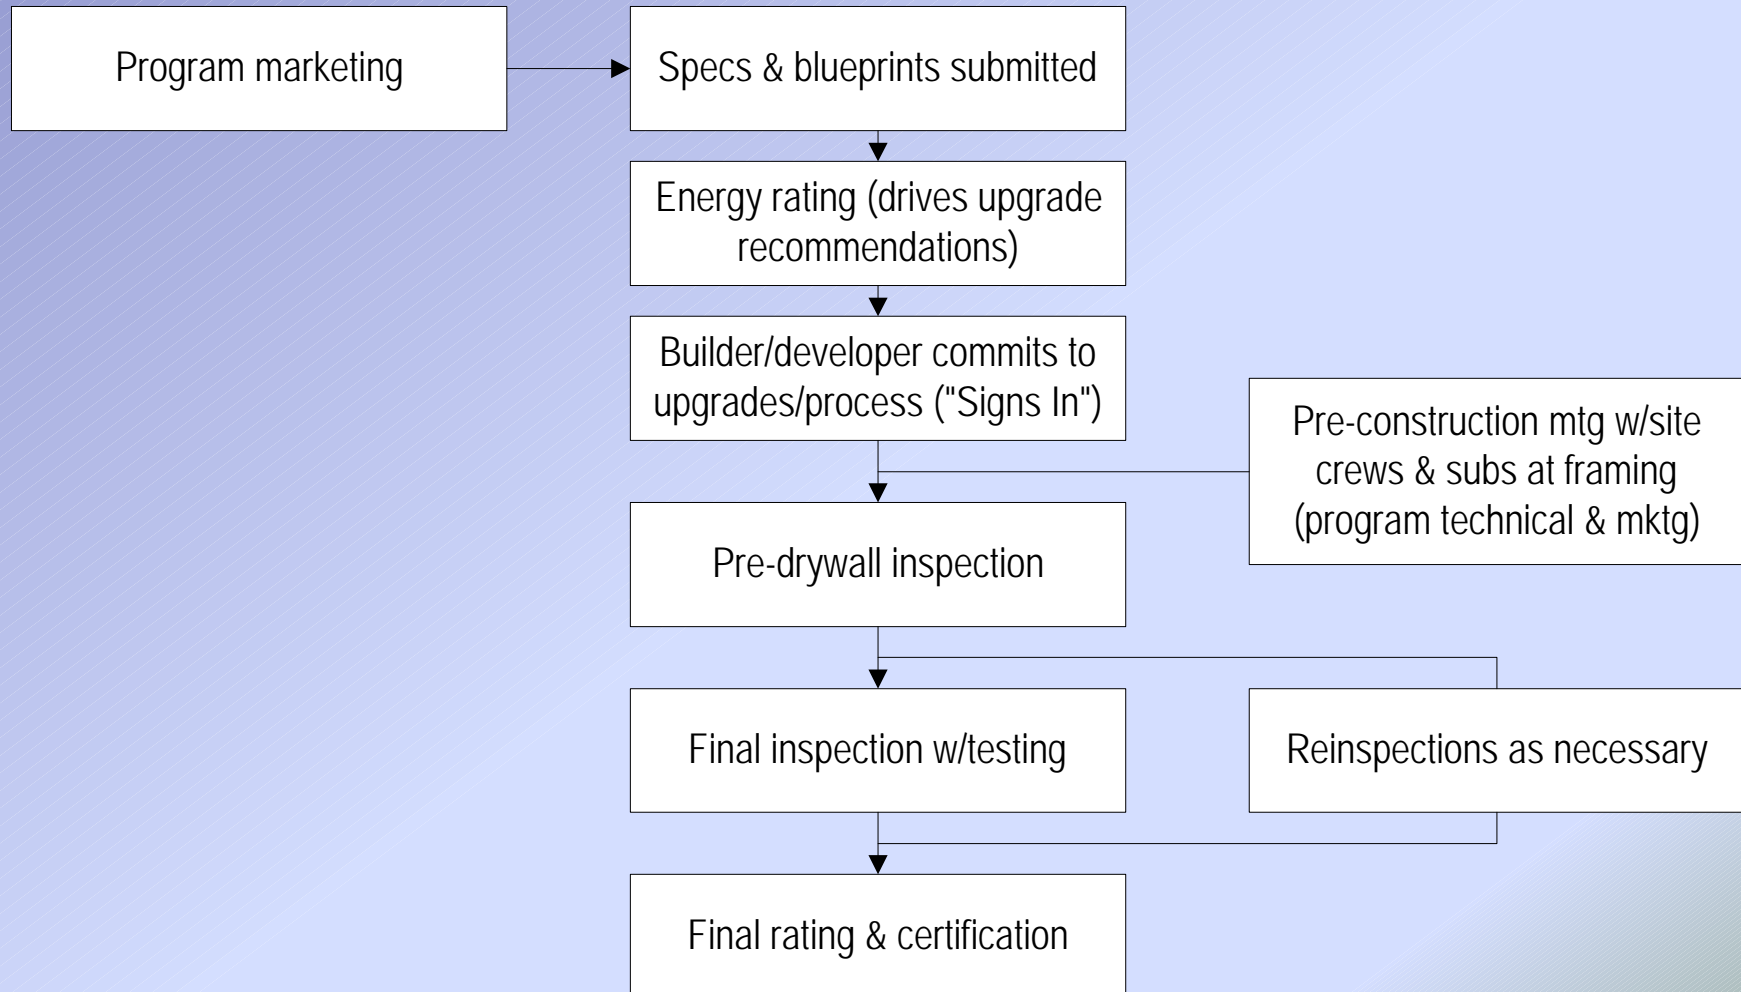 Program marketing
Specs & blueprints submitted
Energy rating (drives upgrade
recommendations)
Builder/developer commits to
upgrades/process ("Signs In")
Pre-construction mtg w/site
crews & subs at framing
(program technical & mktg)
Pre-drywall inspection
Final inspection w/testing
Reinspections as necessary
Final rating & certification